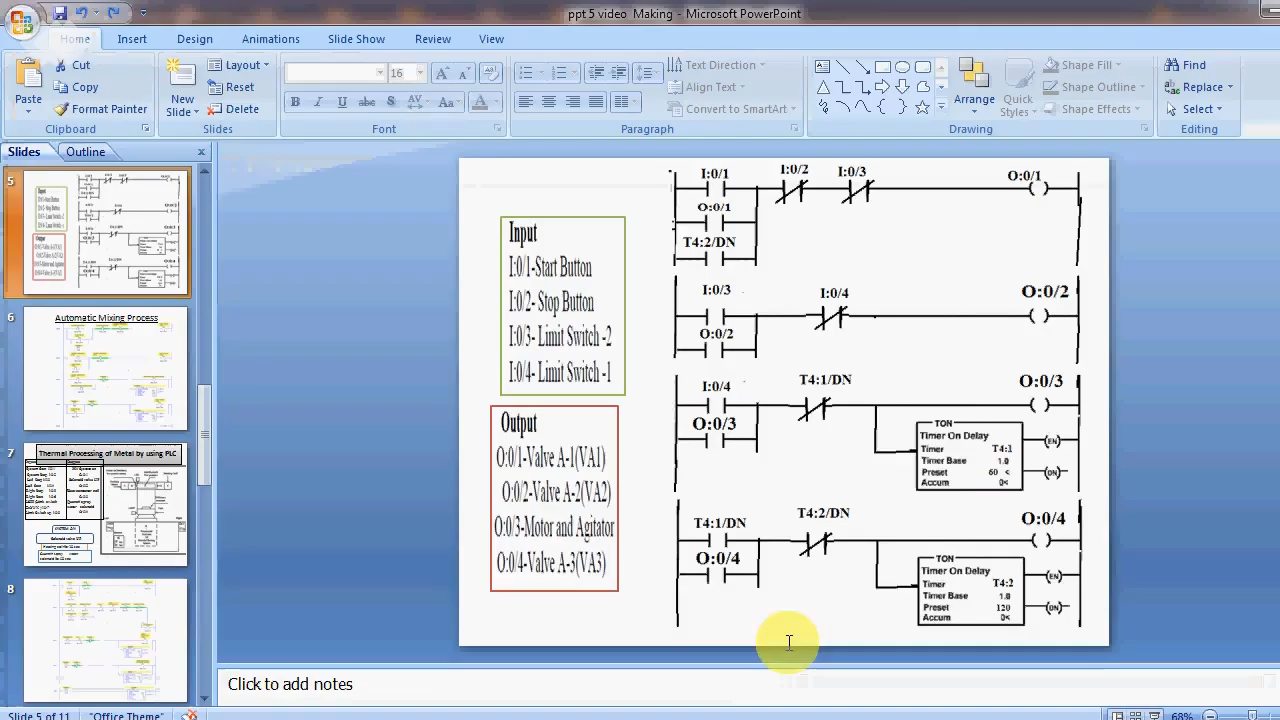 ppt 5 video Making - Microsoft PowerPoint
Home Insert Design Animations Slide Show Review View
Paste
Cut
Copy
Format Painter
Clipboard
New Slide
Layout
Reset
Delete
Slides
16
B I U abc S AV Aa A
Font
Text Direction
Align Text
Convert to SmartArt
Paragraph
Arrange
Quick Styles
Shape Fill
Shape Outline
Shape Effects
Drawing
Find
Replace
Select
Editing
Slides Outline
5
6
Automatic Mixing Process
7
Thermal Processing of Metal by using PLC
8
Input
I:0/1-Start Button
I:0/2- Stop Button
I:0/3- Limit Switch -2
I:0/4- Limit Switch -1
Output
O:0/1-Valve A-1(VA1)
O:0/2-Valve A-2(VA2)
O:0/3-Motor and Agitator
O:0/4-Valve A-3(VA3)
I:0/1 I:0/2 I:0/3 O:0/1
O:0/1
T4:2/DN
I:0/3 I:0/4 O:0/2
O:0/2
I:0/4 T4:1/DN O:0/3
O:0/3
TON
Timer On Delay
Timer T4:1
Timer Base 1.0
Preset 60 <
Accum 0<
EN
DN
T4:1/DN T4:2/DN O:0/4
O:0/4
TON
Timer On Delay
Timer T4:2
Timer Base 1.0
Preset 120
Accum 0<
EN
DN
Click to add notes
Slide 5 of 11 "Office Theme" 68%